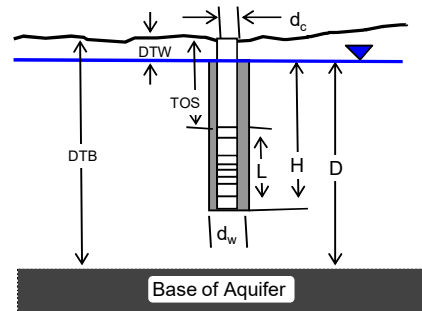 d_c
DTW
TOS
DTB
L
H
D
d_w
Base of Aquifer